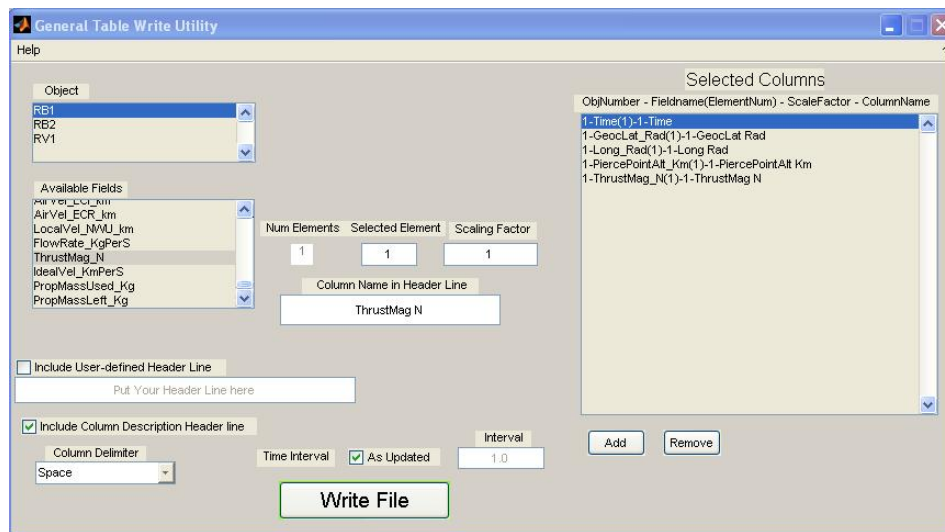 General Table Write Utility
Help
Object
RB1
RB2
RV1
Available Fields
AirVel_ECI_km
AirVel_ECR_km
LocalVel_NWU_km
FlowRate_KgPerS
ThrustMag_N
IdealVel_KmPerS
PropMassUsed_Kg
PropMassLeft_Kg
Num Elements Selected Element Scaling Factor
1 1 1
Column Name in Header Line
ThrustMag N
Include User-defined Header Line
Put Your Header Line here
Include Column Description Header line
Column Delimiter
Space
Time Interval As Updated
Interval
1.0
Write File
Selected Columns
ObjNumber - Fieldname(ElementNum) - ScaleFactor - ColumnName
1-Time(1)-1-Time
1-GeocLat_Rad(1)-1-GeocLat Rad
1-Long_Rad(1)-1-Long Rad
1-PiercePointAlt_Km(1)-1-PiercePointAlt Km
1-ThrustMag_N(1)-1-ThrustMag N
Add Remove